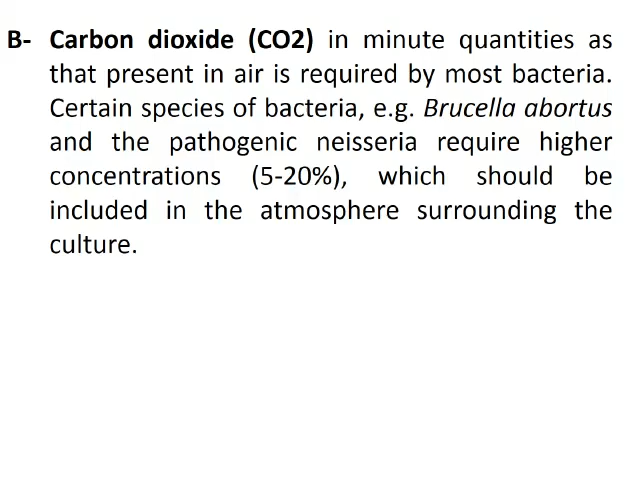 B- Carbon dioxide (CO2) in minute quantities as
that present in air is required by most bacteria.
Certain species of bacteria, e.g. Brucella abortus
and the pathogenic neisseria require higher
concentrations (5-20%), which should be
included in the atmosphere surrounding the
culture.